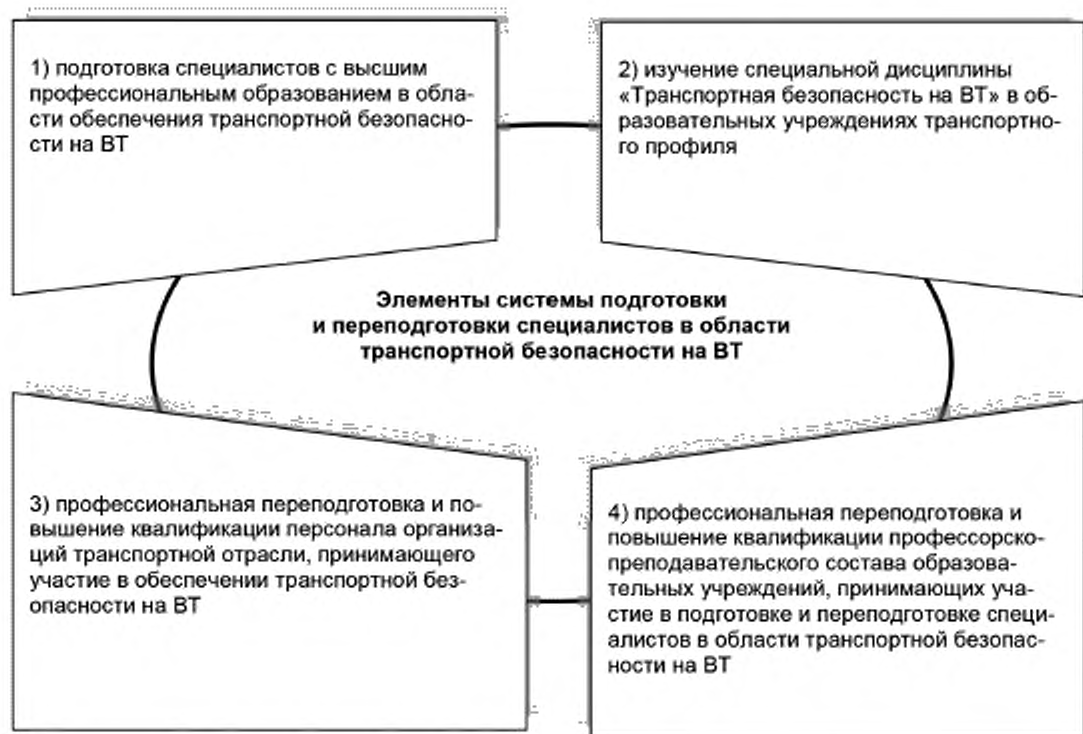 1) подготовка специалистов с высшим
профессиональным образованием в обла-
сти обеспечения транспортной безопасно-
сти на ВТ
2) изучение специальной дисциплины
«Транспортная безопасность на ВТ» в об-
разовательных учреждениях транспортно-
го профиля
Элементы системы подготовки
и переподготовки специалистов в области
транспортной безопасности на ВТ
3) профессиональная переподготовка и по-
вышение квалификации персонала организа-
ций транспортной отрасли, принимающего
участие в обеспечении транспортной без-
опасности на ВТ
4) профессиональная переподготовка и
повышение квалификации профессорско-
преподавательского состава образова-
тельных учреждений, принимающих уча-
стие в подготовке и переподготовке специ-
алистов в области транспортной безопас-
ности на ВТ